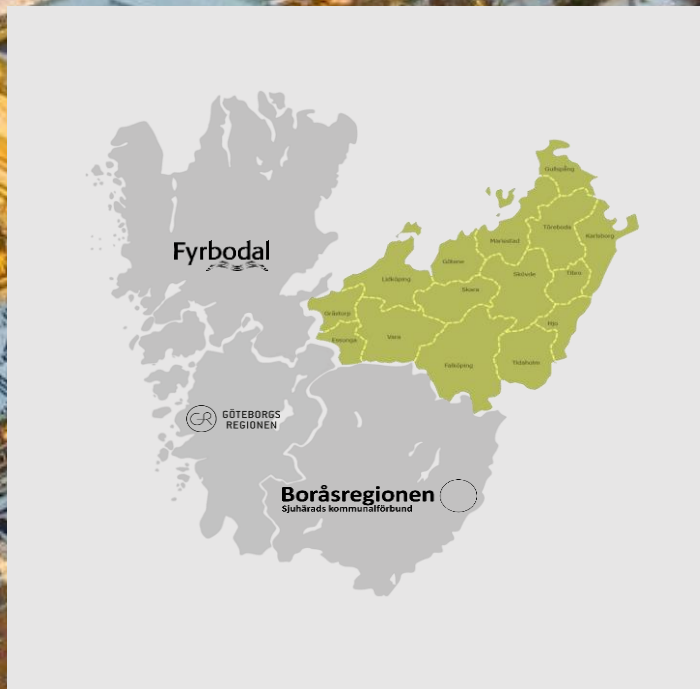 Gullspång
Töreboda
Karlsborg
Mariestad
Götene
Skövde
Tibro
Lidköping
Skara
Grästorp
Essunga
Vara
Hjo
Falköping
Tidaholm
Fyrbodal
GR
GÖTEBORGS
REGIONEN
Boråsregionen
Sjuhärads kommunalförbund